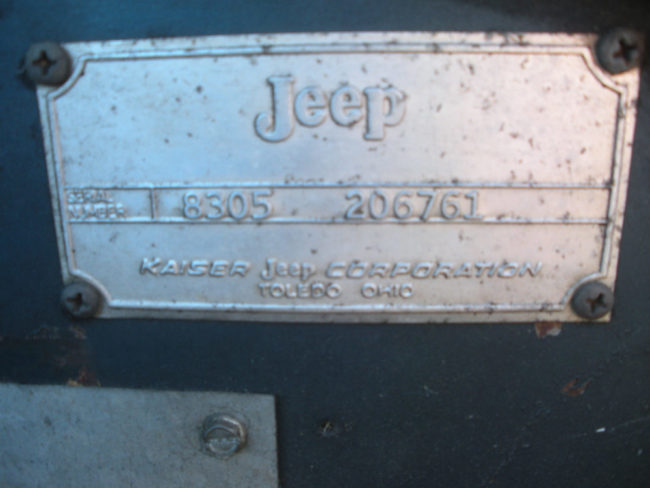 Jeep
SERIAL NUMBER 8305 206761
KAISER Jeep CORPORATION
TOLEDO OHIO